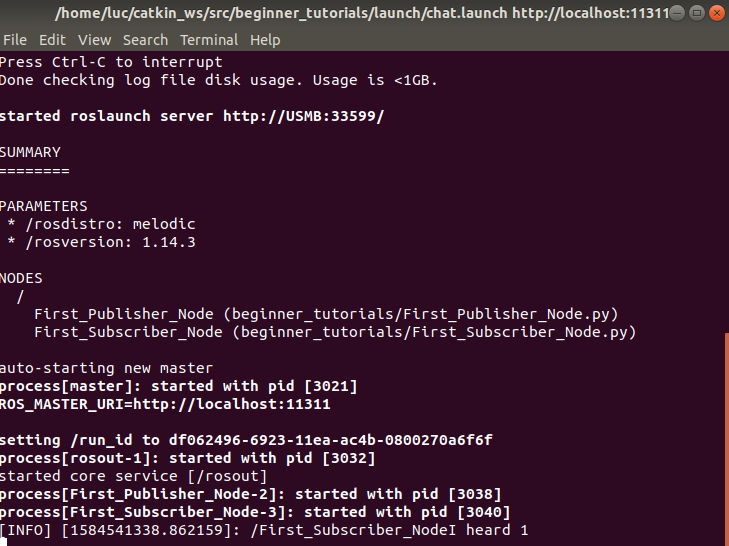 /home/luc/catkin_ws/src/beginner_tutorials/launch/chat.launch http://localhost:11311
File Edit View Search Terminal Help
Press Ctrl-C to interrupt
Done checking log file disk usage. Usage is <1GB.
started roslaunch server http://USMB:33599/
SUMMARY
========
PARAMETERS
* /rosdistro: melodic
* /rosversion: 1.14.3
NODES
/
First_Publisher_Node (beginner_tutorials/First_Publisher_Node.py)
First_Subscriber_Node (beginner_tutorials/First_Subscriber_Node.py)
auto-starting new master
process[master]: started with pid [3021]
ROS_MASTER_URI=http://localhost:11311
setting /run_id to df062496-6923-11ea-ac4b-0800270a6f6f
process[rosout-1]: started with pid [3032]
started core service [/rosout]
process[First_Publisher_Node-2]: started with pid [3038]
process[First_Subscriber_Node-3]: started with pid [3040]
[INFO] [1584541338.862159]: /First_Subscriber_NodeI heard 1